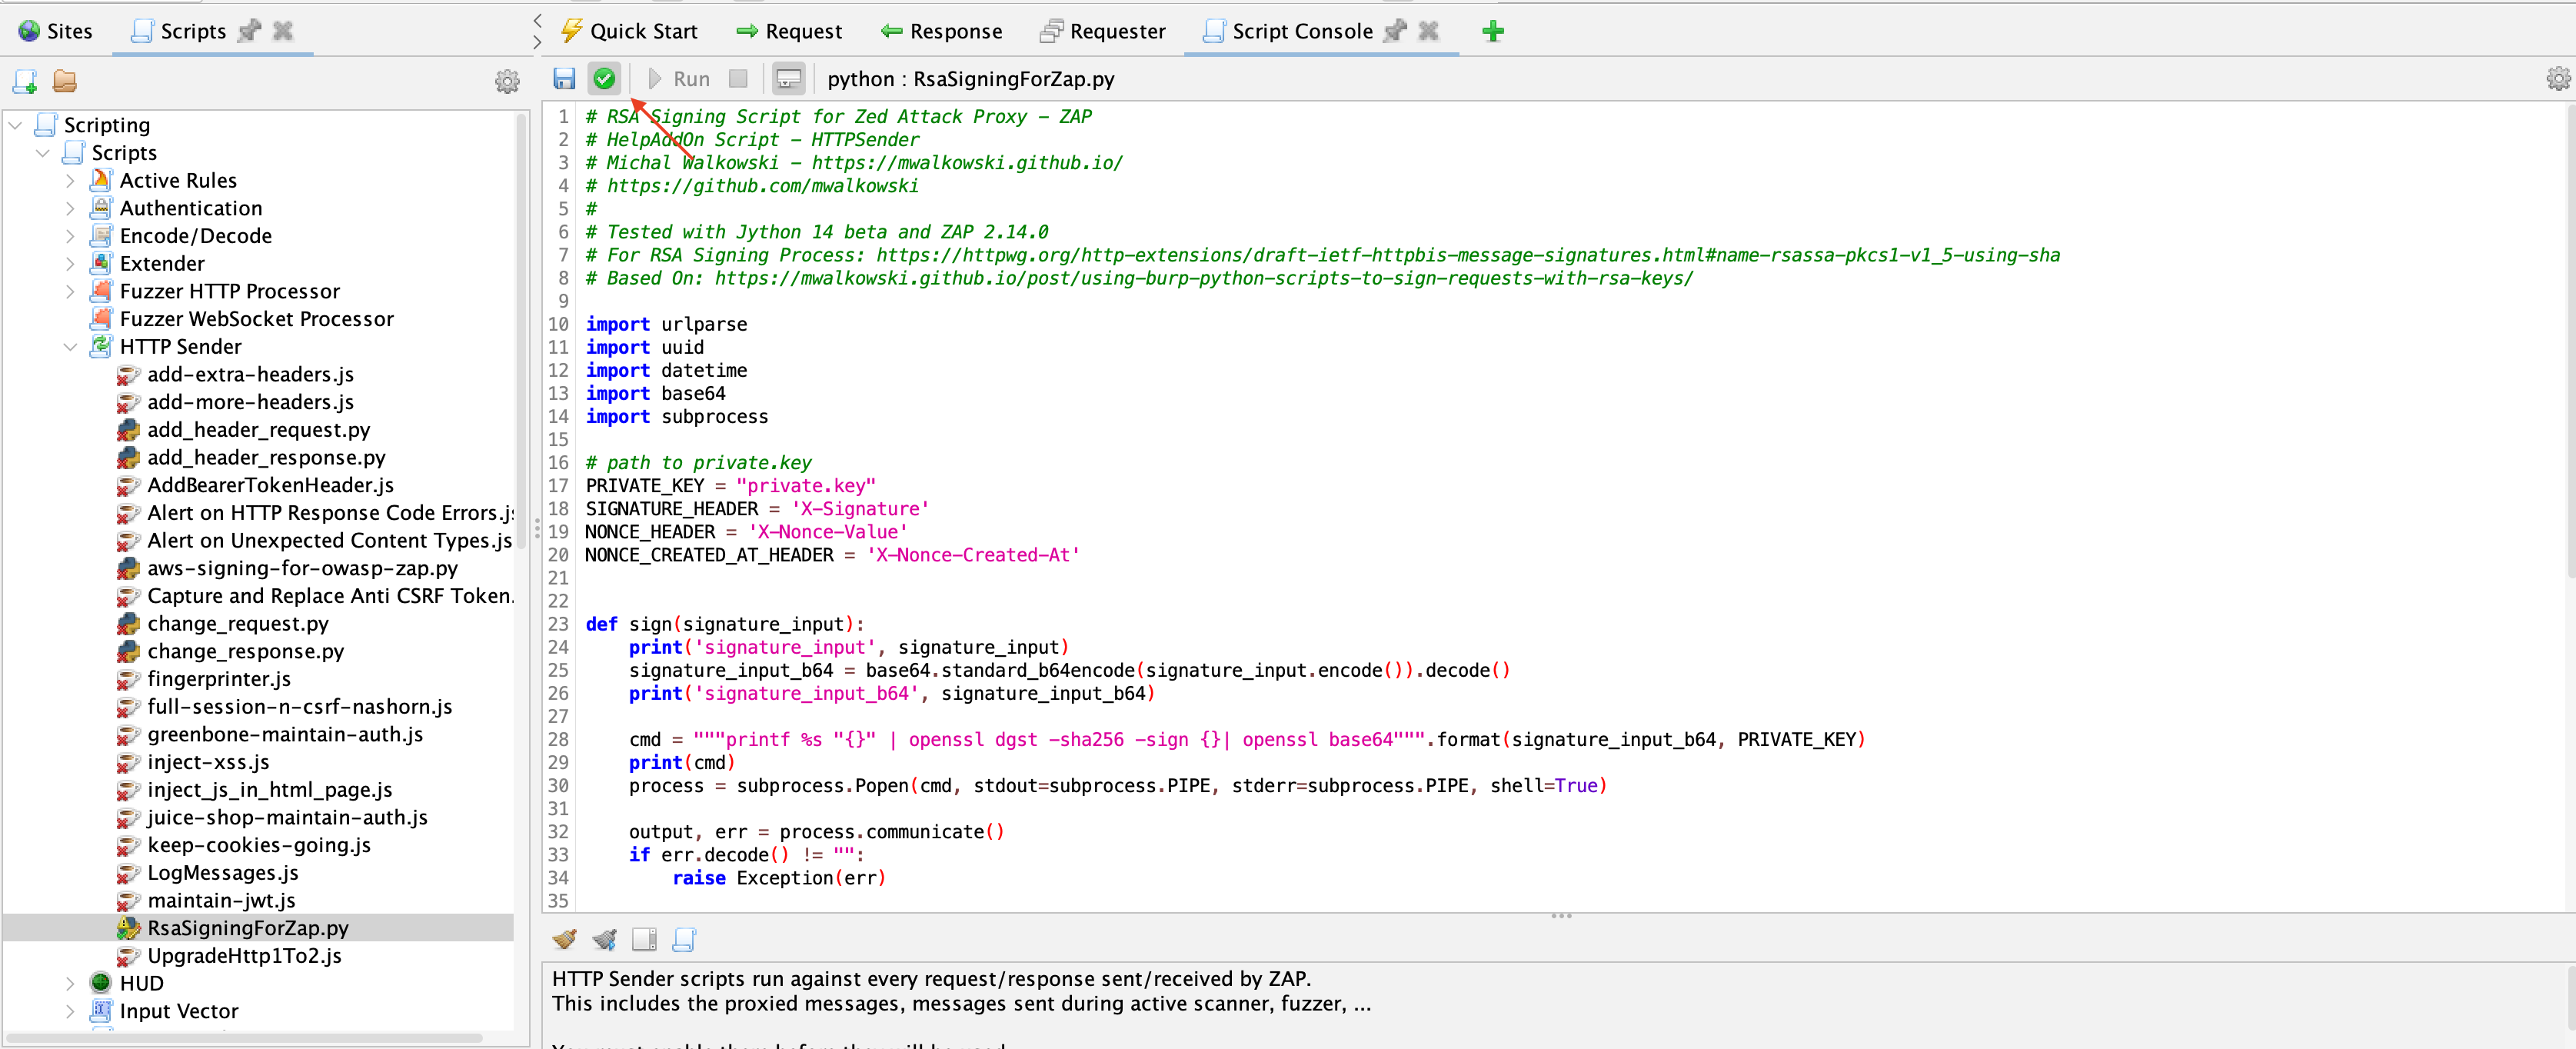 Sites
Scripts
Quick Start
Request
Response
Requester
Script Console
Run
python : RsaSigningForZap.py
Scripting
Scripts
Active Rules
Authentication
Encode/Decode
Extender
Fuzzer HTTP Processor
Fuzzer WebSocket Processor
HTTP Sender
add-extra-headers.js
add-more-headers.js
add_header_request.py
add_header_response.py
AddBearerTokenHeader.js
Alert on HTTP Response Code Errors.js
Alert on Unexpected Content Types.js
aws-signing-for-owasp-zap.py
Capture and Replace Anti CSRF Token.
change_request.py
change_response.py
fingerprinter.js
full-session-n-csrf-nashorn.js
greenbone-maintain-auth.js
inject-xss.js
inject_js_in_html_page.js
juice-shop-maintain-auth.js
keep-cookies-going.js
LogMessages.js
maintain-jwt.js
RsaSigningForZap.py
UpgradeHttp1To2.js
HUD
Input Vector
1 # RSA Signing Script for Zed Attack Proxy - ZAP
2 # HelpAddOn Script - HTTPSender
3 # Michal Walkowski - https://mwalkowski.github.io/
4 # https://github.com/mwalkowski
5 #
6 # Tested with Jython 14 beta and ZAP 2.14.0
7 # For RSA Signing Process: https://httpwg.org/http-extensions/draft-ietf-httpbis-message-signatures.html#name-rsassa-pkcs1-v1_5-using-sha
8 # Based On: https://mwalkowski.github.io/post/using-burp-python-scripts-to-sign-requests-with-rsa-keys/
9
10 import urlparse
11 import uuid
12 import datetime
13 import base64
14 import subprocess
15
16 # path to private.key
17 PRIVATE_KEY = "private.key"
18 SIGNATURE_HEADER = 'X-Signature'
19 NONCE_HEADER = 'X-Nonce-Value'
20 NONCE_CREATED_AT_HEADER = 'X-Nonce-Created-At'
21
22
23 def sign(signature_input):
24     print('signature_input', signature_input)
25     signature_input_b64 = base64.standard_b64encode(signature_input.encode()).decode()
26     print('signature_input_b64', signature_input_b64)
27
28     cmd = """printf %s "{}" | openssl dgst -sha256 -sign {}| openssl base64""".format(signature_input_b64, PRIVATE_KEY)
29     print(cmd)
30     process = subprocess.Popen(cmd, stdout=subprocess.PIPE, stderr=subprocess.PIPE, shell=True)
31
32     output, err = process.communicate()
33     if err.decode() != "":
34         raise Exception(err)
35
HTTP Sender scripts run against every request/response sent/received by ZAP.
This includes the proxied messages, messages sent during active scanner, fuzzer, ...